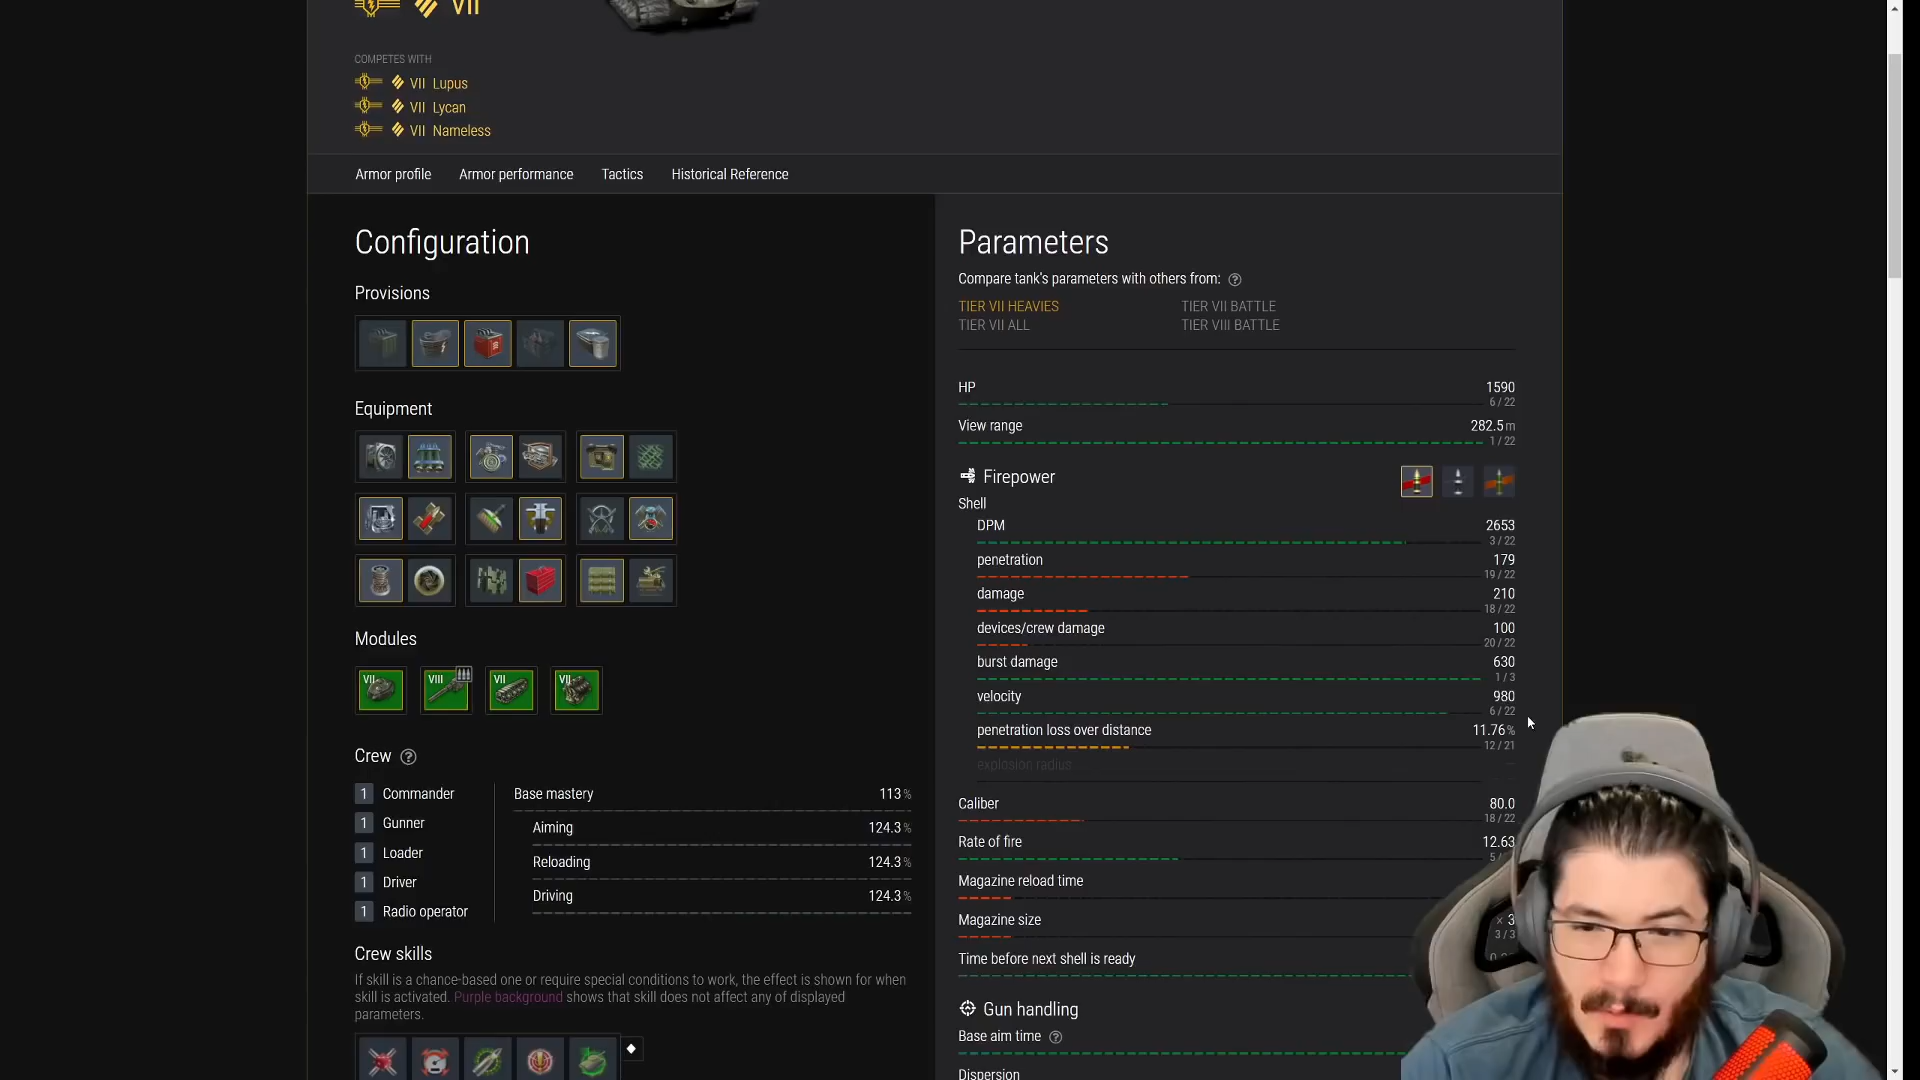 VII
COMPETES WITH
VII Lupus
VII Lycan
VII Nameless
Armor profile Armor performance Tactics Historical Reference
Configuration
Provisions
Equipment
Modules
VII VIII VII VII
Crew ?
1 Commander
1 Gunner
1 Loader
1 Driver
1 Radio operator
Base mastery 113 %
Aiming 124.3 %
Reloading 124.3 %
Driving 124.3 %
Crew skills
If skill is a chance-based one or require special conditions to work, the effect is shown for when
skill is activated. Purple background shows that skill does not affect any of displayed
parameters.
Parameters
Compare tank's parameters with others from: ?
TIER VII HEAVIES TIER VII BATTLE
TIER VII ALL TIER VIII BATTLE
HP 1590
6 / 22
View range 282.5 m
1 / 22
Firepower
Shell
DPM 2653
3 / 22
penetration 179
19 / 22
damage 210
18 / 22
devices/crew damage 100
20 / 22
burst damage 630
1 / 3
velocity 980
6 / 22
penetration loss over distance 11.76 %
12 / 21
explosion radius
Caliber 80.0
18 / 22
Rate of fire 12.63
5 /
Magazine reload time
Magazine size × 3
3 / 3
Time before next shell is ready
Gun handling
Base aim time ?
Dispersion